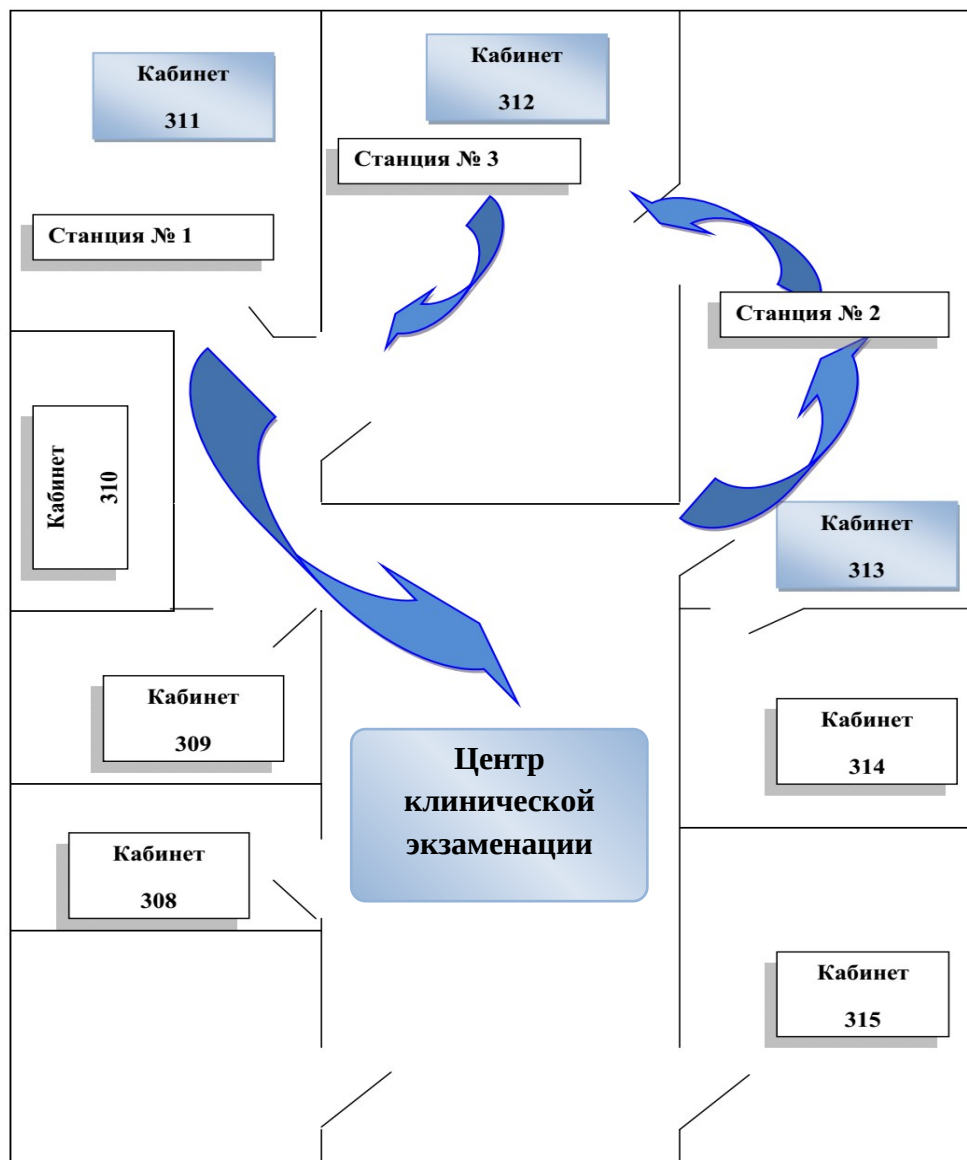 Кабинет
311
Кабинет
312
Станция № 3
Станция № 1
Станция № 2
Кабинет
310
Кабинет
313
Кабинет
309
Кабинет
314
Центр
клинической
экзаменации
Кабинет
308
Кабинет
315